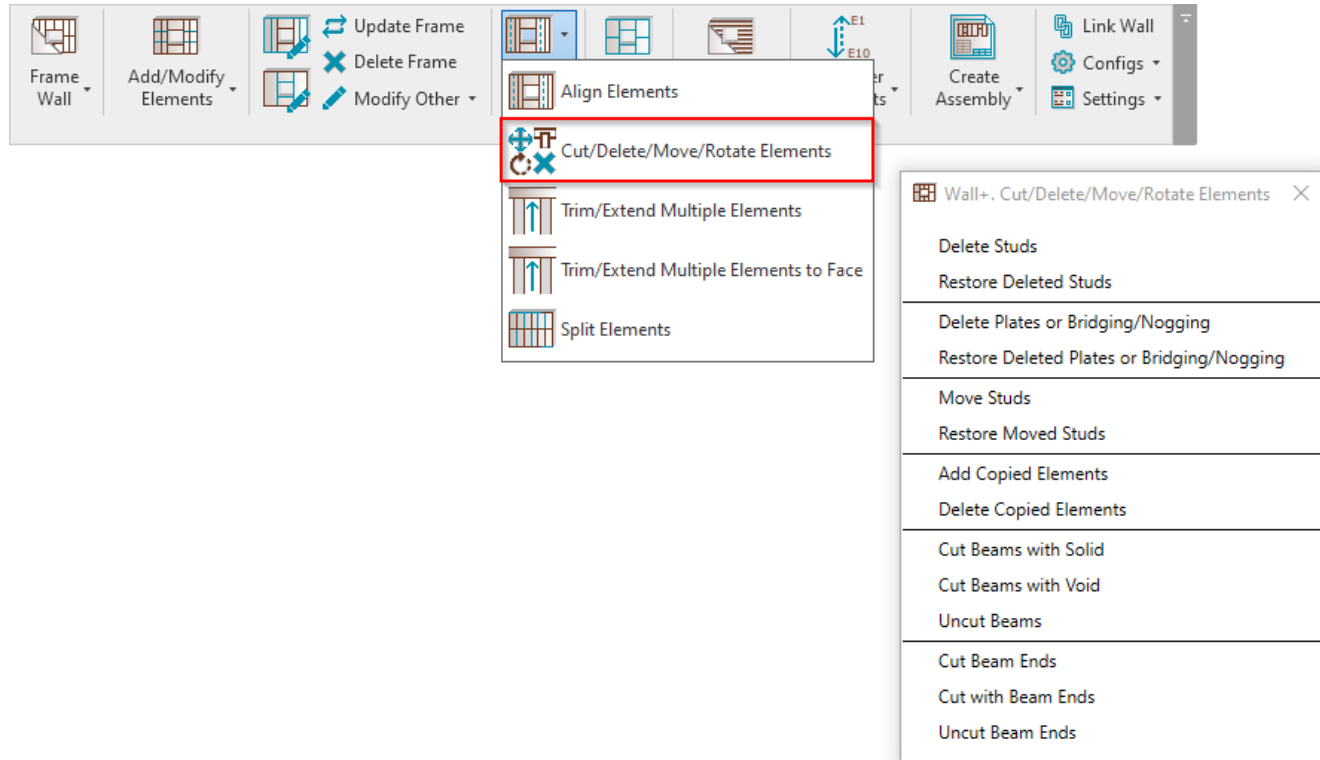 Frame
Wall
Add/Modify
Elements
Update Frame
Delete Frame
Modify Other
E1
E10
Create
Assembly
Link Wall
Configs
Settings
Align Elements
Cut/Delete/Move/Rotate Elements
Trim/Extend Multiple Elements
Trim/Extend Multiple Elements to Face
Split Elements
Wall+. Cut/Delete/Move/Rotate Elements
Delete Studs
Restore Deleted Studs
Delete Plates or Bridging/Nogging
Restore Deleted Plates or Bridging/Nogging
Move Studs
Restore Moved Studs
Add Copied Elements
Delete Copied Elements
Cut Beams with Solid
Cut Beams with Void
Uncut Beams
Cut Beam Ends
Cut with Beam Ends
Uncut Beam Ends